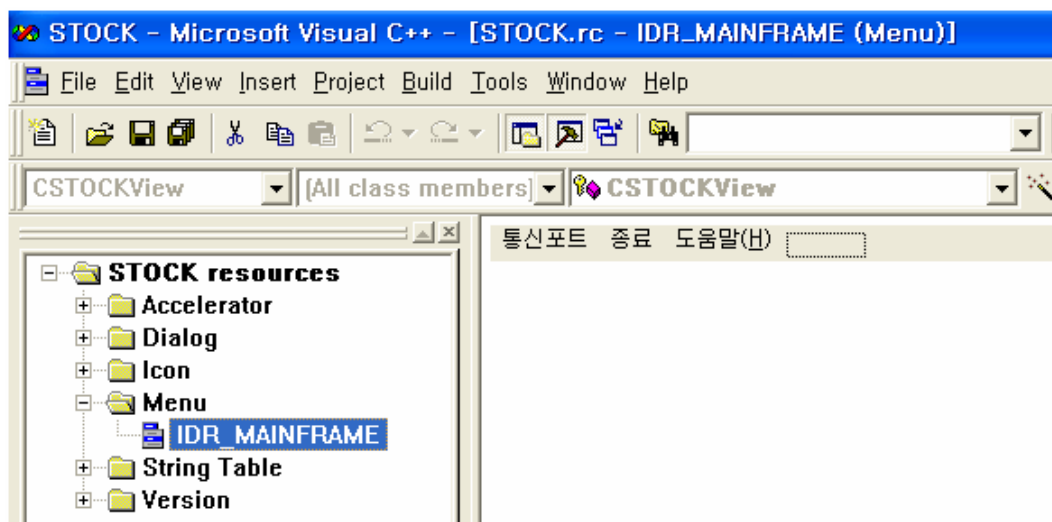 STOCK - Microsoft Visual C++ - [STOCK.rc - IDR_MAINFRAME (Menu)]
File Edit View Insert Project Build Tools Window Help
CSTOCKView [All class members] CSTOCKView
통신포트 종료 도움말(H)
STOCK resources
Accelerator
Dialog
Icon
Menu
IDR_MAINFRAME
String Table
Version